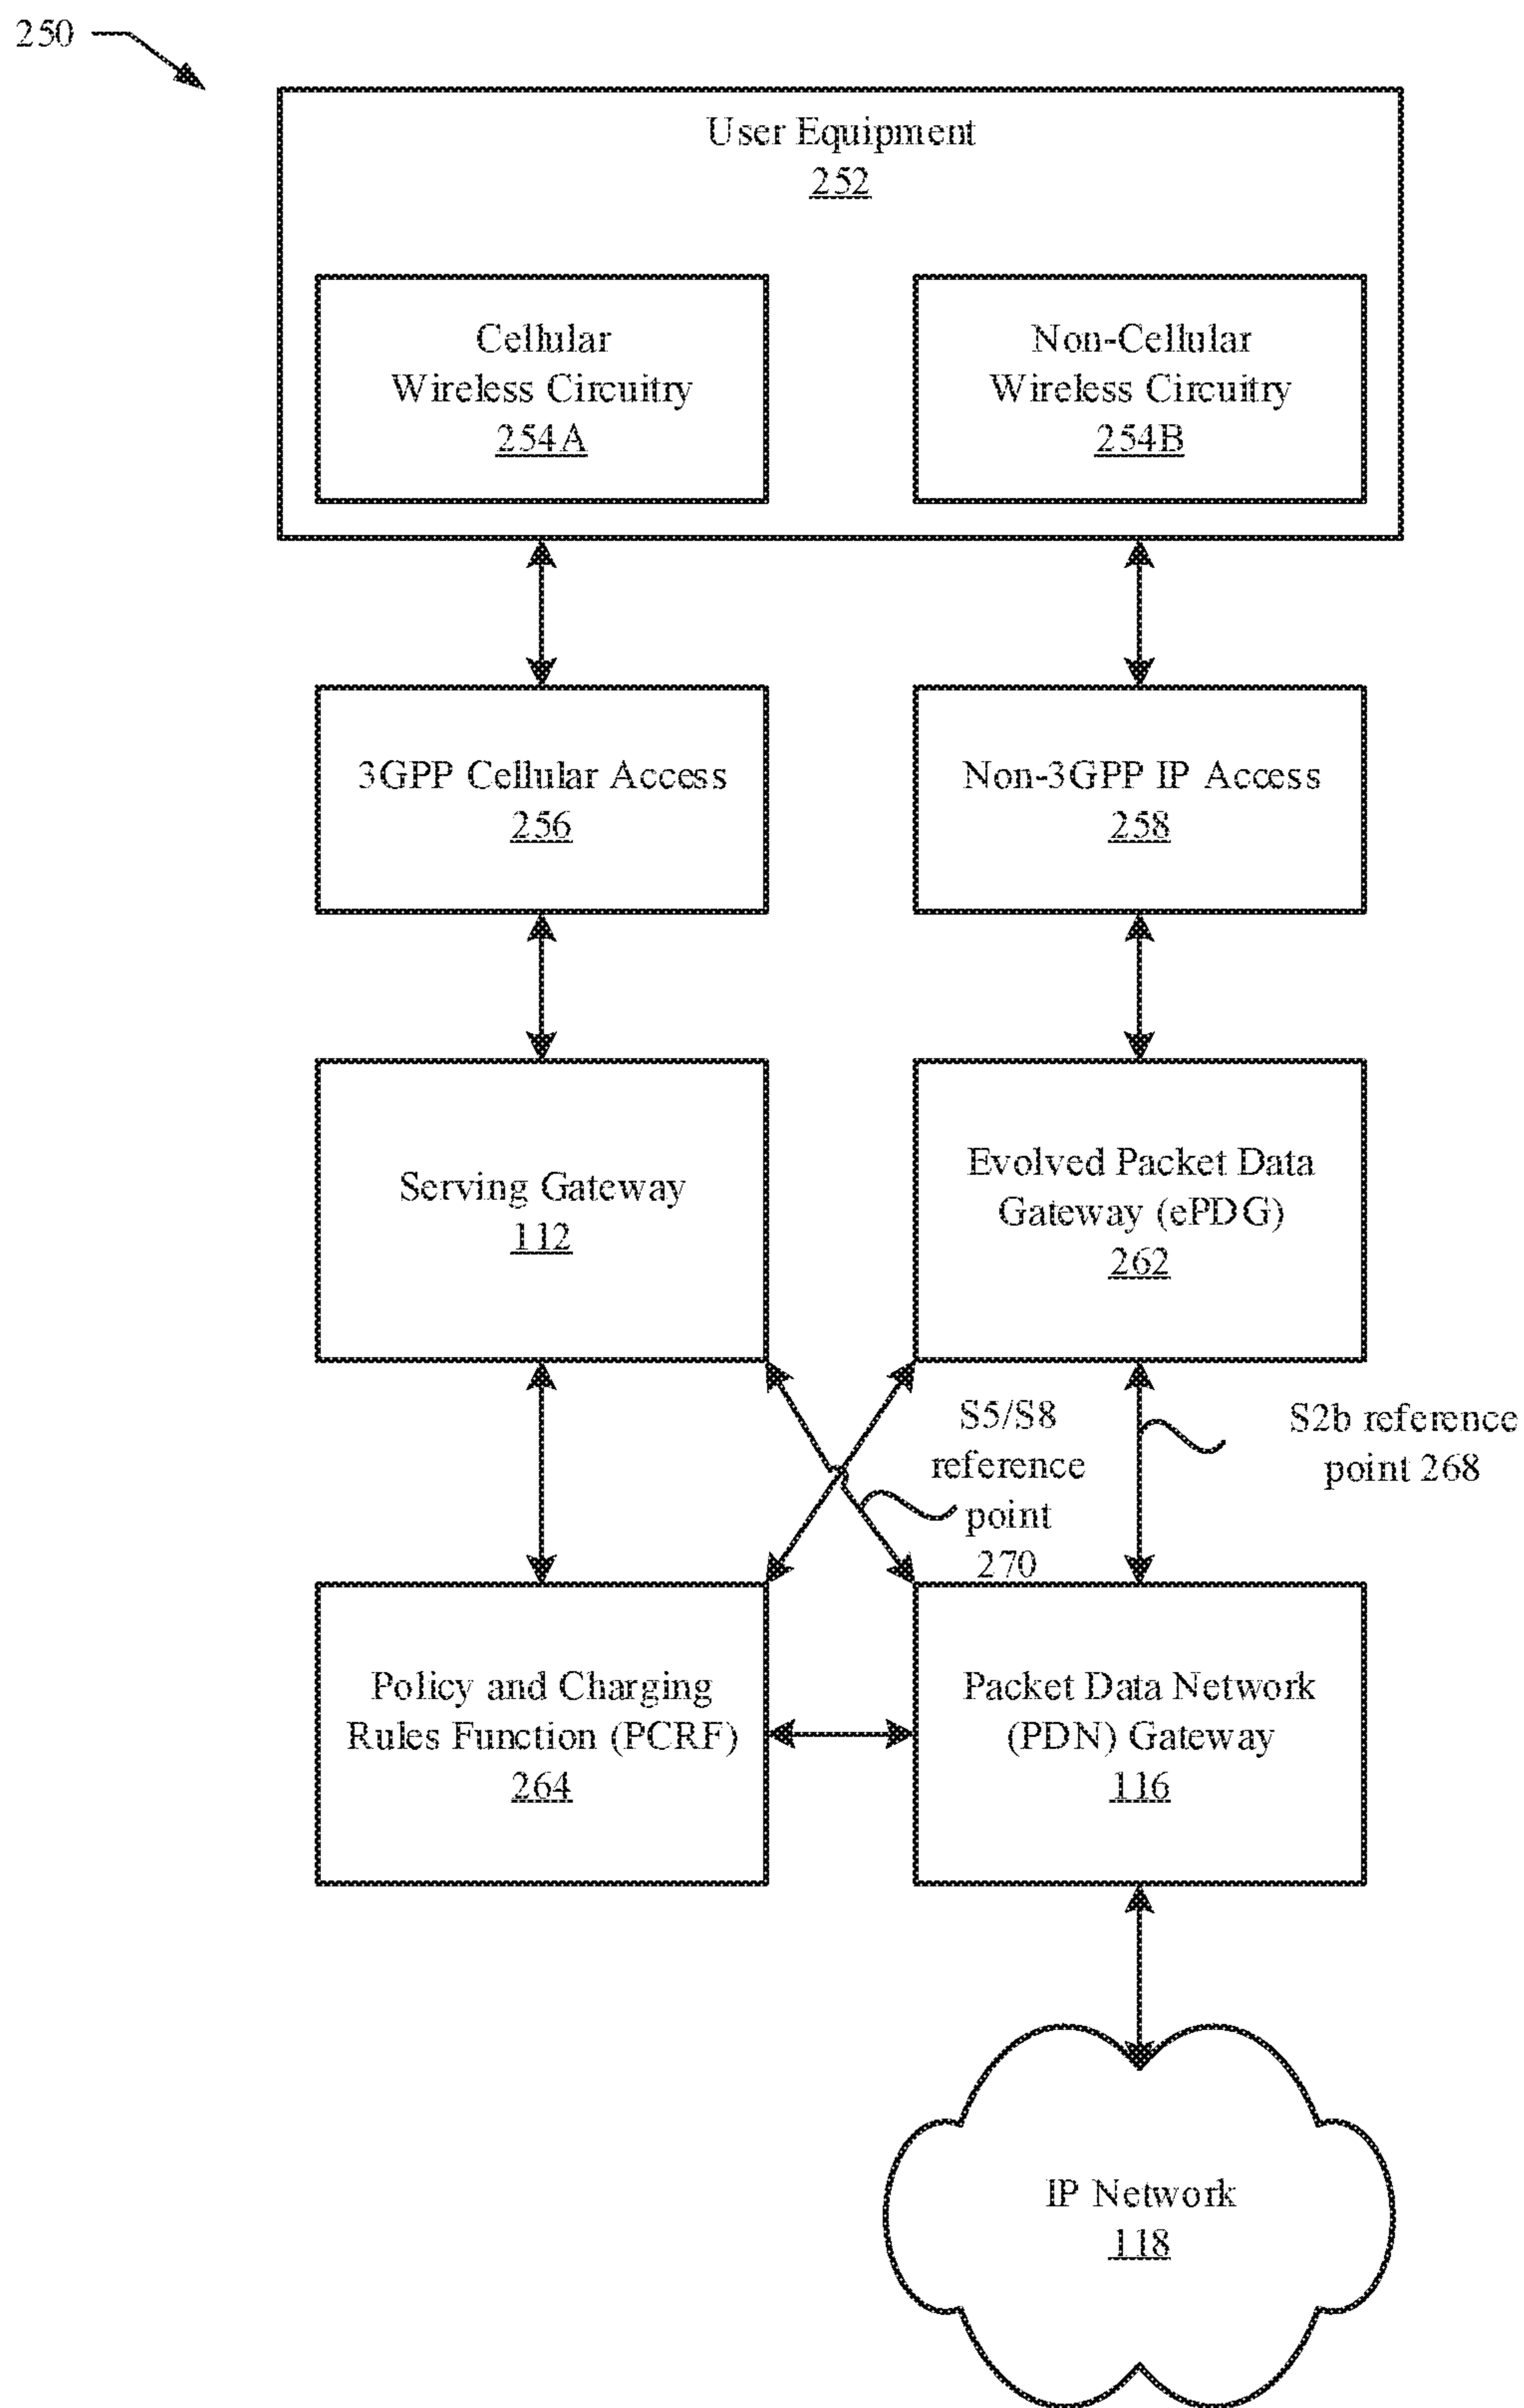 250
User Equipment
252
Cellular
Wireless Circuitry
254A
Non-Cellular
Wireless Circuitry
254B
3GPP Cellular Access
256
Non-3GPP IP Access
258
Serving Gateway
112
Evolved Packet Data
Gateway (ePDG)
262
S5/S8
reference
point
270
S2b reference
point 268
Policy and Charging
Rules Function (PCRF)
264
Packet Data Network
(PDN) Gateway
116
IP Network
118